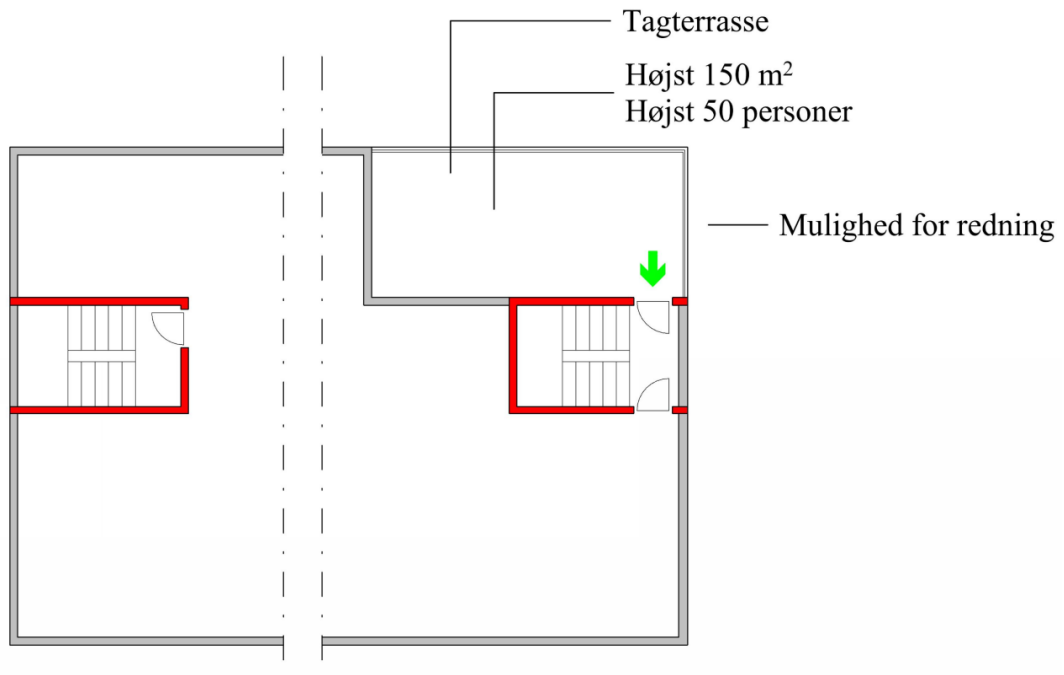 Tagterrasse
Højst 150 m²
Højst 50 personer
Mulighed for redning